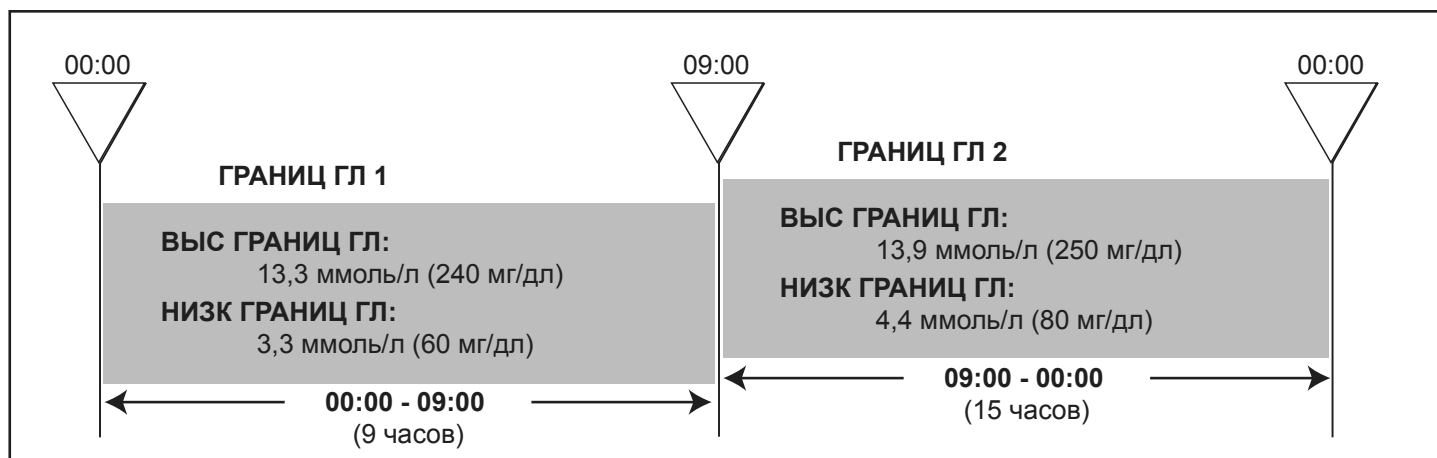 00:00
09:00
00:00
ГРАНИЦ ГЛ 1
ВЫС ГРАНИЦ ГЛ:
13,3 ммоль/л (240 мг/дл)
НИЗК ГРАНИЦ ГЛ:
3,3 ммоль/л (60 мг/дл)
00:00 - 09:00
(9 часов)
ГРАНИЦ ГЛ 2
ВЫС ГРАНИЦ ГЛ:
13,9 ммоль/л (250 мг/дл)
НИЗК ГРАНИЦ ГЛ:
4,4 ммоль/л (80 мг/дл)
09:00 - 00:00
(15 часов)